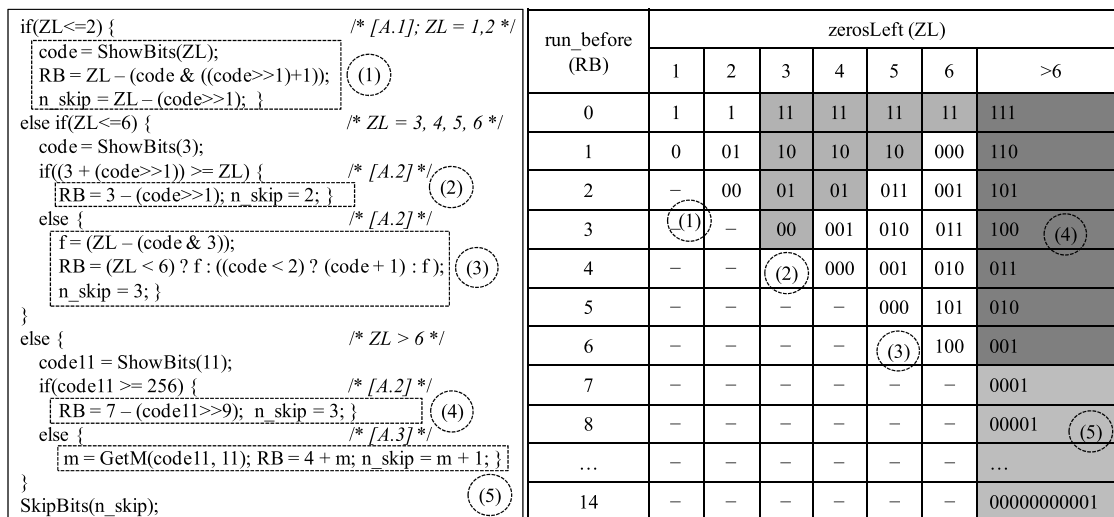 if(ZL<=2) { /* [A.1]; ZL = 1,2 */
code = ShowBits(ZL);
RB = ZL – (code & ((code>>1)+1));
n_skip = ZL – (code>>1); }
(1)
else if(ZL<=6) { /* ZL = 3, 4, 5, 6 */
code = ShowBits(3);
if((3 + (code>>1)) >= ZL) { /* [A.2] */
RB = 3 – (code>>1); n_skip = 2; }
(2)
else { /* [A.2] */
f = (ZL – (code & 3));
RB = (ZL < 6) ? f : ((code < 2) ? (code + 1) : f );
n_skip = 3; }
(3)
}
else { /* ZL > 6 */
code11 = ShowBits(11);
if(code11 >= 256) { /* [A.2] */
RB = 7 – (code11>>9); n_skip = 3; }
(4)
else { /* [A.3] */
m = GetM(code11, 11); RB = 4 + m; n_skip = m + 1; }
}
(5)
SkipBits(n_skip);
run_before (RB) zerosLeft (ZL)
1 2 3 4 5 6 >6
0 1 1 11 11 11 11 111
1 0 01 10 10 10 000 110
2 – 00 01 01 011 001 101
(1)
3 – – 00 001 010 011 100 (4)
4 – – (2) 000 001 010 011
5 – – – – 000 101 010
6 – – – – (3) 100 001
7 – – – – – – 0001
8 – – – – – – 00001 (5)
… – – – – – – …
14 – – – – – – 00000000001